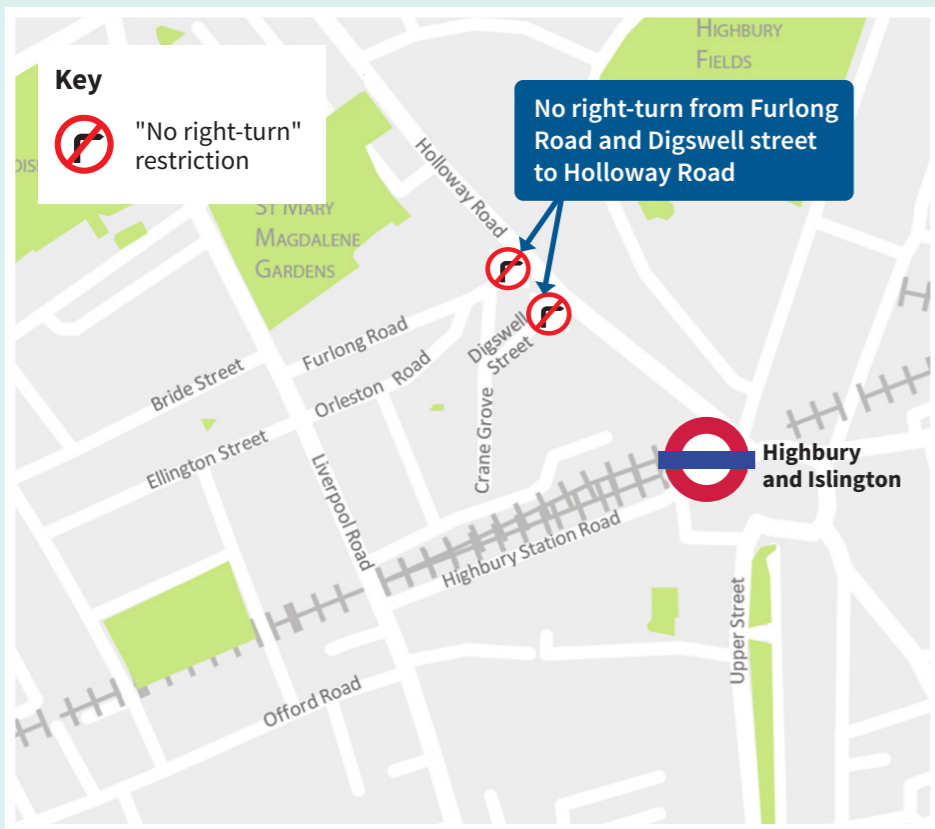 Key
"No right-turn"
restriction
HIGHBURY
FIELDS
No right-turn from Furlong
Road and Digswell street
to Holloway Road
Holloway Road
ST MARY
MAGDALENE
GARDENS
Furlong Road
Digswell
Street
Bride Street
Orleston Road
Ellington Street
Crane Grove
Liverpool Road
Highbury
and Islington
Highbury Station Road
Upper Street
Offord Road